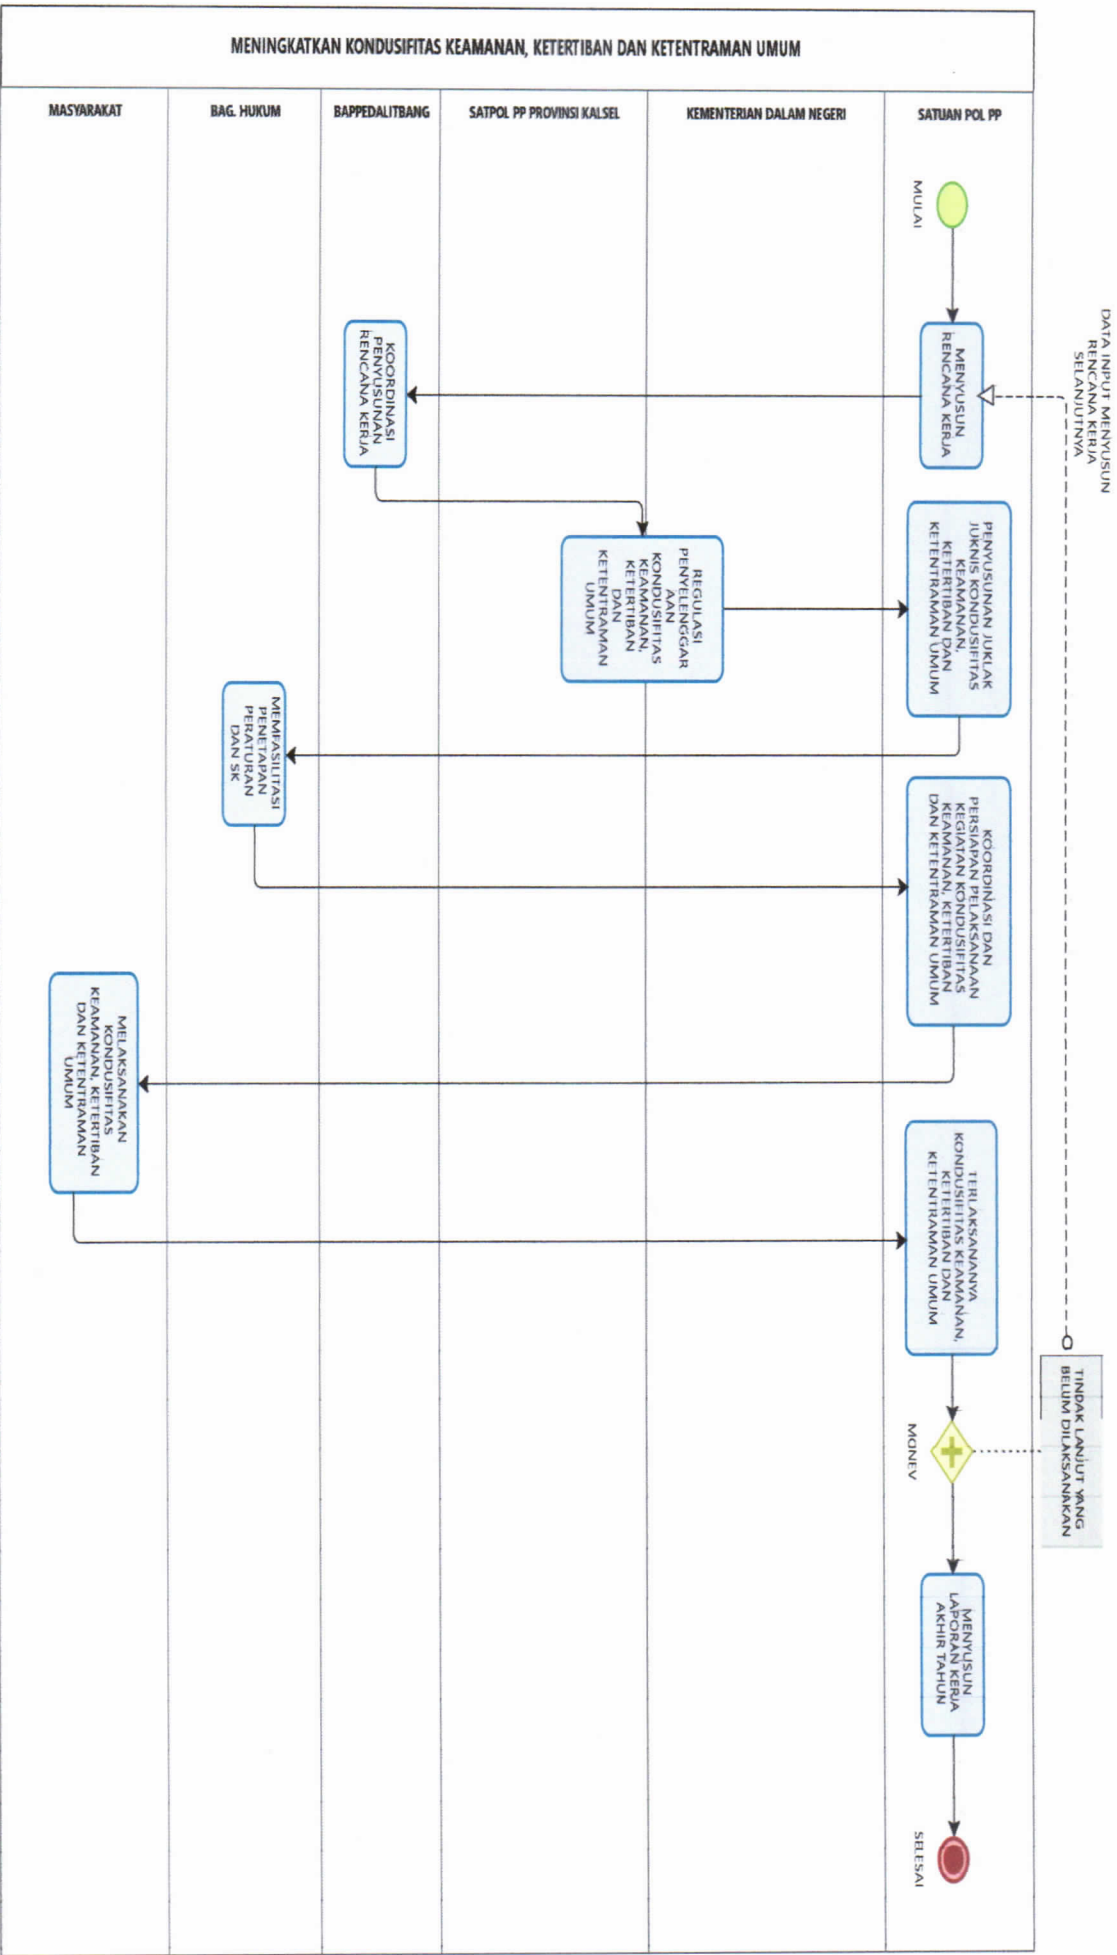 MENINGKATKAN KONDUSIFITAS KEAMANAN, KETERTIBAN DAN KETENTRAMAN UMUM
MASYARAKAT
BAG. HUKUM
BAPPEDALITBANG
SATPOL PP PROVINSI KALSEL
KEMENTERIAN DALAM NEGERI
SATUAN POL PP
MULAI
MENYUSUN
RENCANA KERJA
DATA INPUT MENYUSUN
RENCANA KERJA
SELANJUTNYA
KOORDINASI
PENYUSUNAN
RENCANA KERJA
REGULASI
PENYELENGGAR
AAN
KONDUSIFITAS
KEAMANAN,
KETERTIBAN
DAN
KETENTRAMAN
UMUM
PENYUSUNAN JUKLAK
JUKNIS KONDUSIFITAS
KEAMANAN,
KETERTIBAN DAN
KETENTRAMAN UMUM
MEMFASILITASI
PENETAPAN
PERATURAN
DAN SK
KOORDINASI DAN
PERSIAPAN PELAKSANAAN
KEGIATAN KONDUSIFITAS
KEAMANAN, KETERTIBAN
DAN KETENTRAMAN UMUM
MELAKSANAKAN
KONDUSIFITAS
KEAMANAN, KETERTIBAN
DAN KETENTRAMAN
UMUM
TERLAKSANANYA
KONDUSIFITAS KEAMANAN,
KETERTIBAN DAN
KETENTRAMAN UMUM
MONEV
TINDAK LANJUT YANG
BELUM DILAKSANAKAN
MENYUSUN
LAPORAN KERJA
AKHIR TAHUN
SELESAI